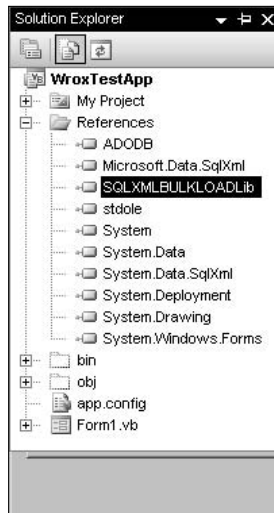 Solution Explorer
WroxTestApp
My Project
References
ADODB
Microsoft.Data.SqlXml
SQLXMLBULKLOADLib
stdole
System
System.Data
System.Data.SqlXml
System.Deployment
System.Drawing
System.Windows.Forms
bin
obj
app.config
Form1.vb